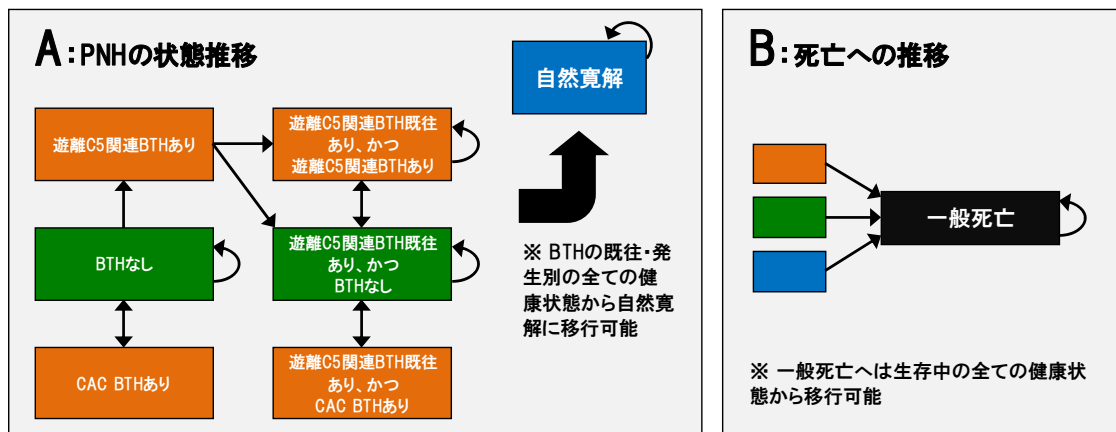 A:PNHの状態推移
自然寛解
遊離C5関連BTHあり
遊離C5関連BTH既往
あり、かつ
遊離C5関連BTHあり
BTHなし
遊離C5関連BTH既往
あり、かつ
BTHなし
CAC BTHあり
遊離C5関連BTH既往
あり、かつ
CAC BTHあり
※ BTHの既往・発
生別の全ての健
康状態から自然寛
解に移行可能
B:死亡への推移
一般死亡
※ 一般死亡へは生存中の全ての健康状
態から移行可能